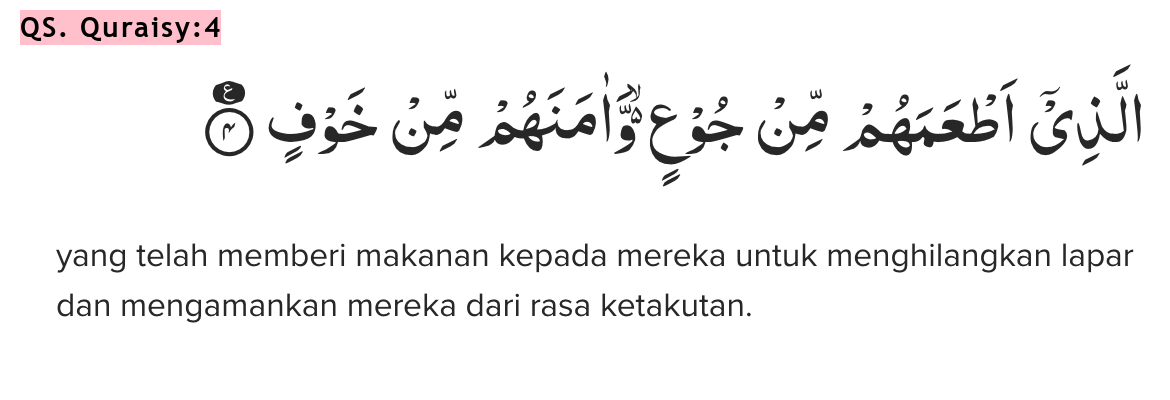 QS. Quraisy:4
الَّذِيْٓ اَطْعَمَهُمْ مِّنْ جُوْعٍ ەۙ وَّاٰمَنَهُمْ مِّنْ خَوْفٍ ࣖ ٤
yang telah memberi makanan kepada mereka untuk menghilangkan lapar
dan mengamankan mereka dari rasa ketakutan.